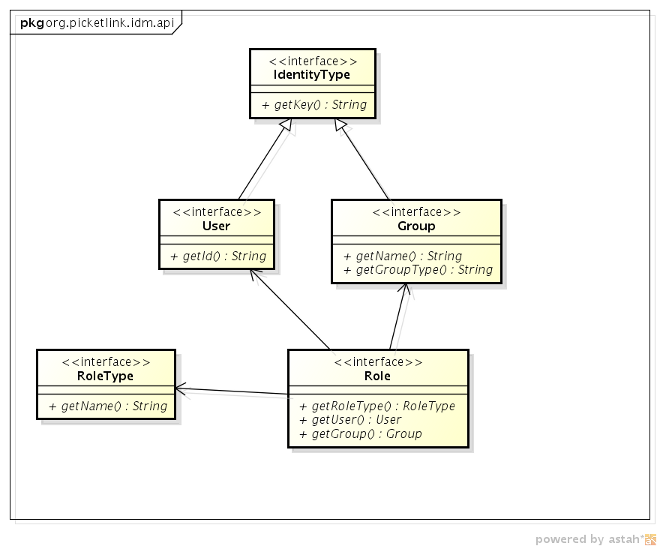 pkg org.picketlink.idm.api
<<interface>>
IdentityType
+ getKey() : String
<<interface>>
User
+ getId() : String
<<interface>>
Group
+ getName() : String
+ getGroupType() : String
<<interface>>
RoleType
+ getName() : String
<<interface>>
Role
+ getRoleType() : RoleType
+ getUser() : User
+ getGroup() : Group
powered by astah*